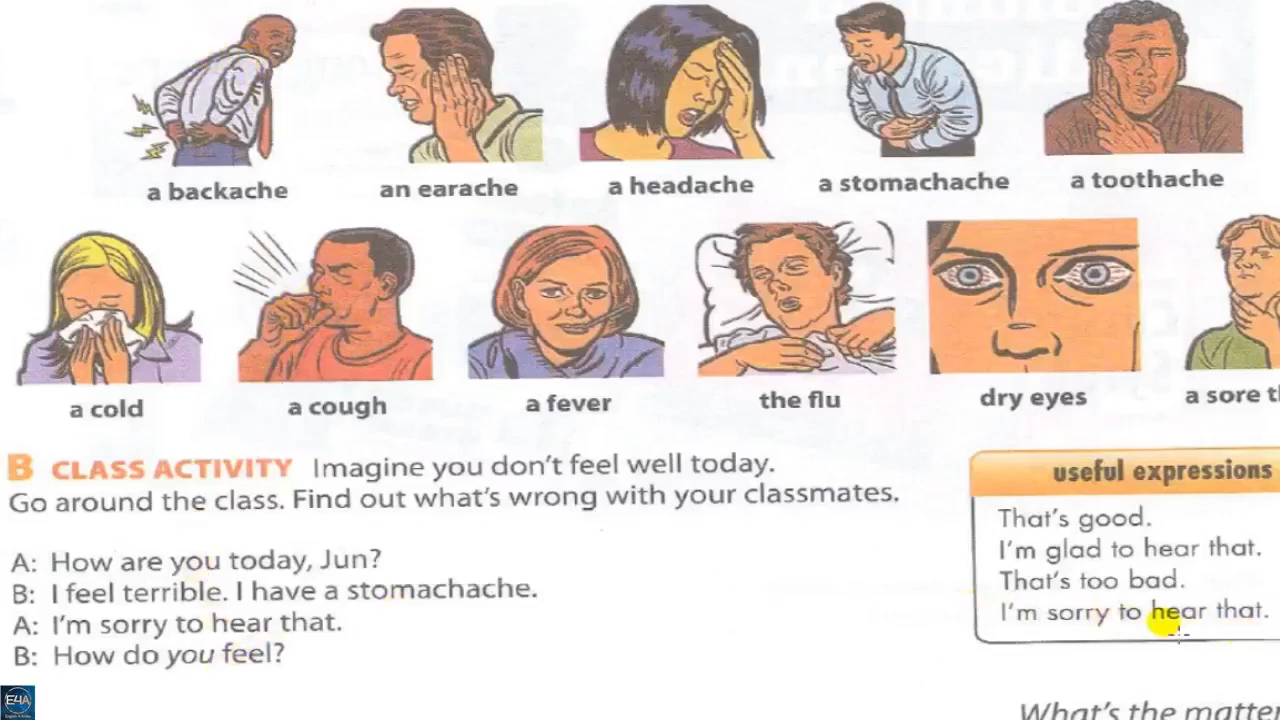 a backache
an earache
a headache
a stomachache
a toothache
a cold
a cough
a fever
the flu
dry eyes
a sore
B CLASS ACTIVITY Imagine you don't feel well today.
Go around the class. Find out what's wrong with your classmates.
A: How are you today, Jun?
B: I feel terrible. I have a stomachache.
A: I'm sorry to hear that.
B: How do you feel?
useful expressions
That's good.
I'm glad to hear that.
That's too bad.
I'm sorry to hear that.
What's the matter
E4A